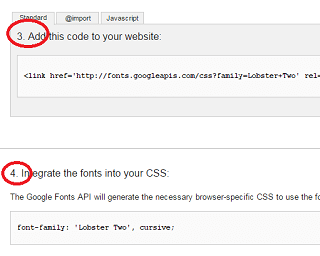 Standard @import Javascript
3. Add this code to your website:
<link href='http://fonts.googleapis.com/css?family=Lobster+Two' rel=
4. Integrate the fonts into your CSS:
The Google Fonts API will generate the necessary browser-specific CSS to use the fo
font-family: 'Lobster Two', cursive;